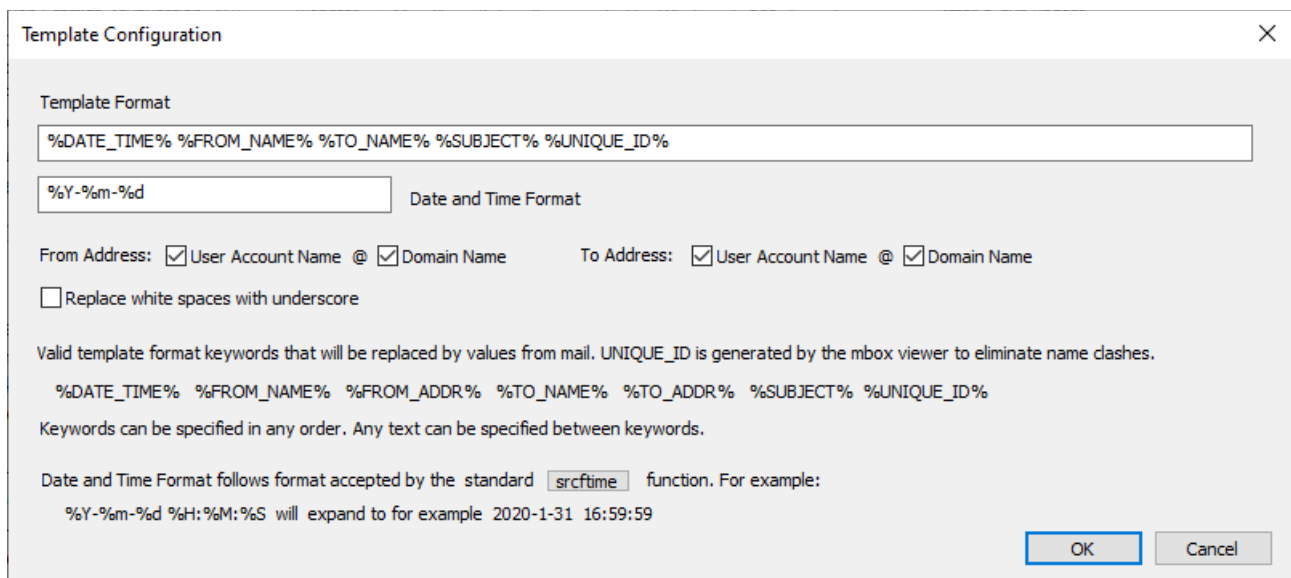 Template Configuration
Template Format
%DATE_TIME% %FROM_NAME% %TO_NAME% %SUBJECT% %UNIQUE_ID%
%Y-%m-%d Date and Time Format
From Address: User Account Name @ Domain Name To Address: User Account Name @ Domain Name
Replace white spaces with underscore
Valid template format keywords that will be replaced by values from mail. UNIQUE_ID is generated by the mbox viewer to eliminate name clashes.
%DATE_TIME% %FROM_NAME% %FROM_ADDR% %TO_NAME% %TO_ADDR% %SUBJECT% %UNIQUE_ID%
Keywords can be specified in any order. Any text can be specified between keywords.
Date and Time Format follows format accepted by the standard srcftime function. For example:
%Y-%m-%d %H:%M:%S will expand to for example 2020-1-31 16:59:59
OK Cancel